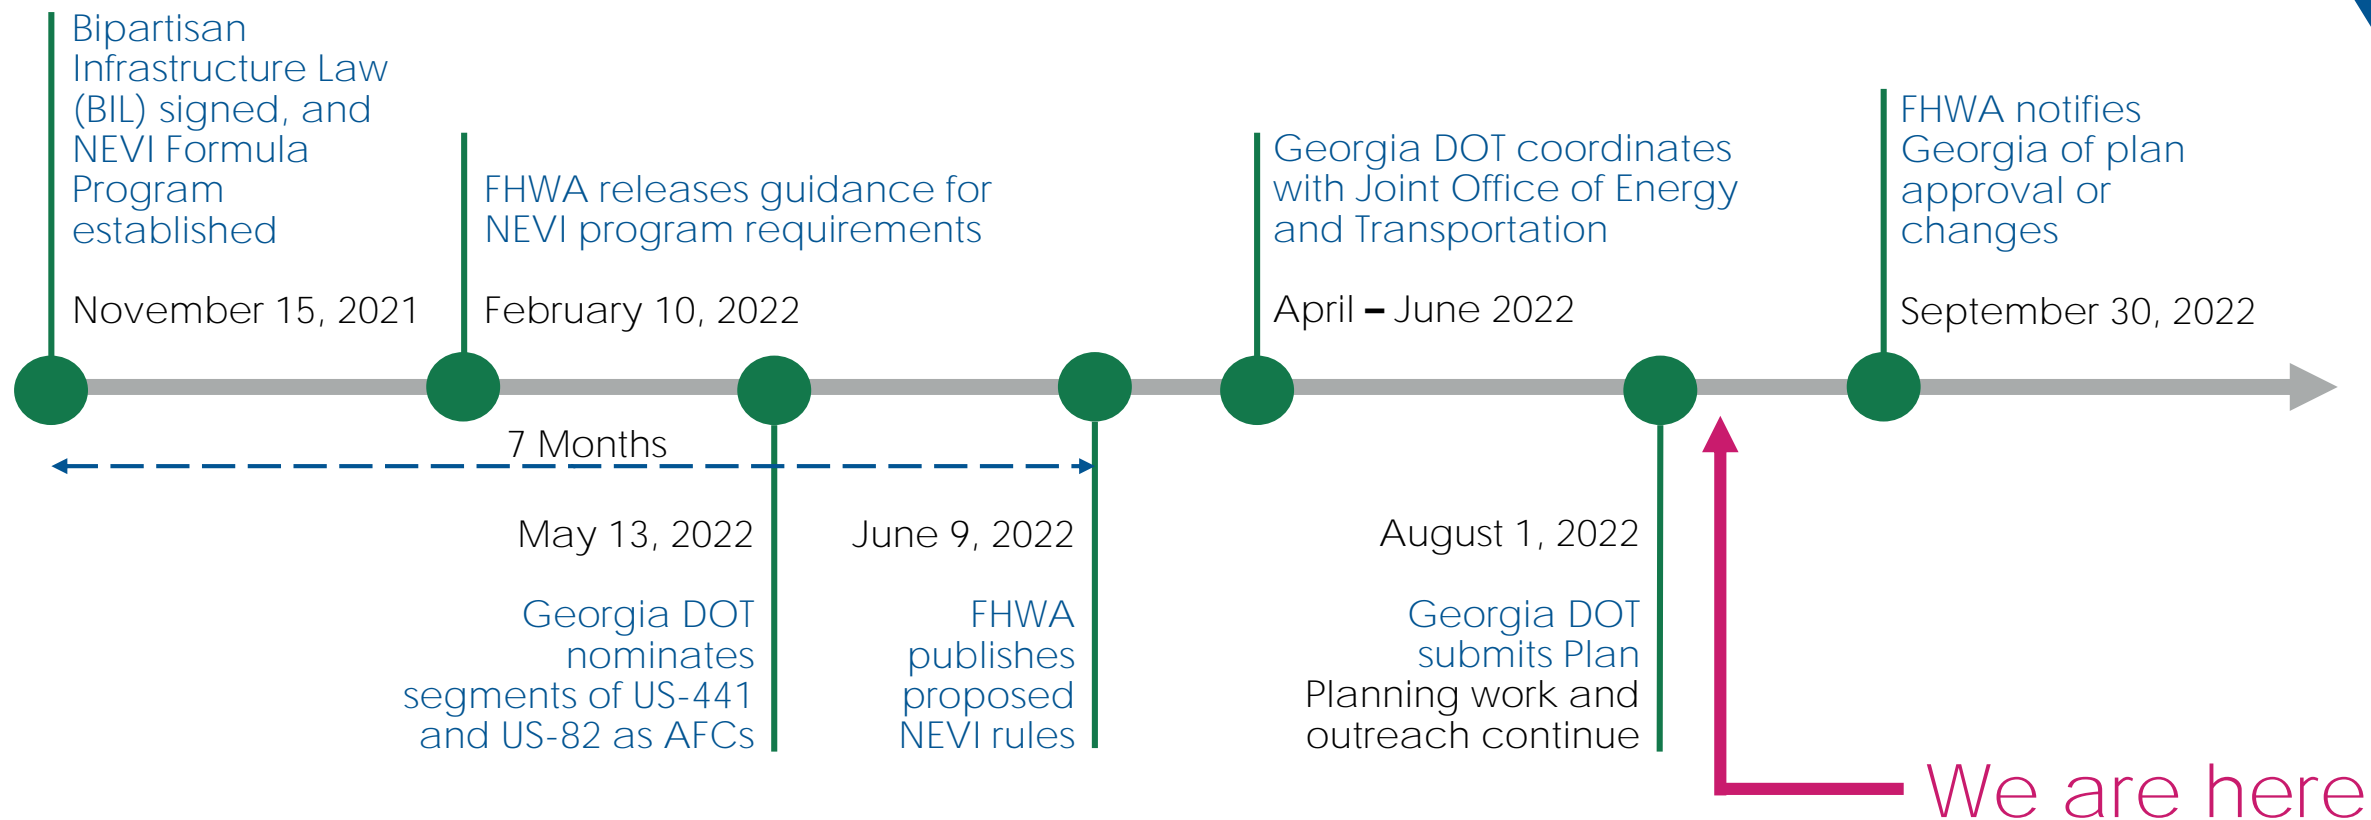 Bipartisan
Infrastructure Law
(BIL) signed, and
NEVI Formula
Program
established
November 15, 2021
FHWA releases guidance for
NEVI program requirements
February 10, 2022
Georgia DOT coordinates
with Joint Office of Energy
and Transportation
April – June 2022
FHWA notifies
Georgia of plan
approval or
changes
September 30, 2022
7 Months
May 13, 2022
Georgia DOT
nominates
segments of US-441
and US-82 as AFCs
June 9, 2022
FHWA
publishes
proposed
NEVI rules
August 1, 2022
Georgia DOT
submits Plan
Planning work and
outreach continue
We are here